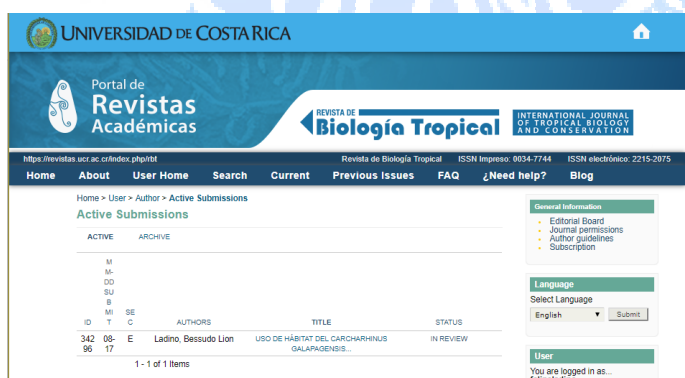 UNIVERSIDAD DE COSTA RICA
Portal de
Revistas
Académicas
REVISTA DE
Biología Tropical
INTERNATIONAL JOURNAL
OF TROPICAL BIOLOGY
AND CONSERVATION
https://revistas.ucr.ac.cr/index.php/rbt
Revista de Biología Tropical ISSN Impreso: 0034-7744 ISSN electrónico: 2215-2075
Home About User Home Search Current Previous Issues FAQ ¿Need help? Blog
Home > User > Author > Active Submissions
Active Submissions
ACTIVE ARCHIVE
M
M-
DD
SU
B
MI SE
ID T C AUTHORS TITLE STATUS
342 08- E Ladino, Bessudo Lion USO DE HÁBITAT DEL CARCHARHINUS IN REVIEW
96 17 GALAPAGENSIS...
1 - 1 of 1 Items
General Information
Editorial Board
Journal permissions
Author guidelines
Subscription
Language
Select Language
English Submit
User
You are logged in as...